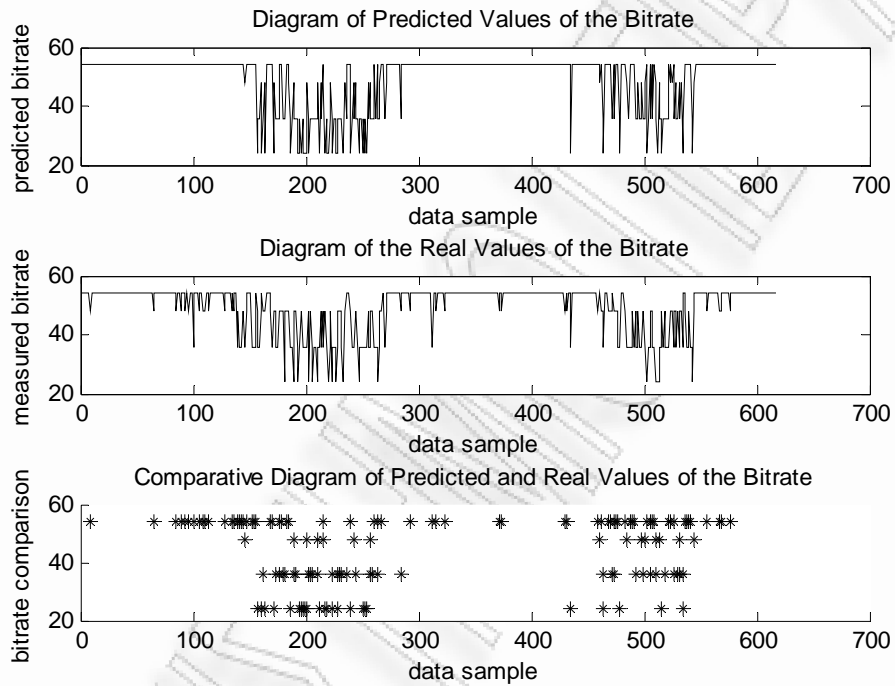 Diagram of Predicted Values of the Bitrate
predicted bitrate
60
40
20
0 100 200 300 400 500 600 700
data sample
Diagram of the Real Values of the Bitrate
measured bitrate
60
40
20
0 100 200 300 400 500 600 700
data sample
Comparative Diagram of Predicted and Real Values of the Bitrate
bitrate comparison
60
40
20
0 100 200 300 400 500 600 700
data sample